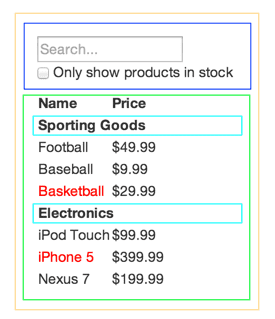 Search...
Only show products in stock
Name Price
Sporting Goods
Football $49.99
Baseball $9.99
Basketball $29.99
Electronics
iPod Touch $99.99
iPhone 5 $399.99
Nexus 7 $199.99